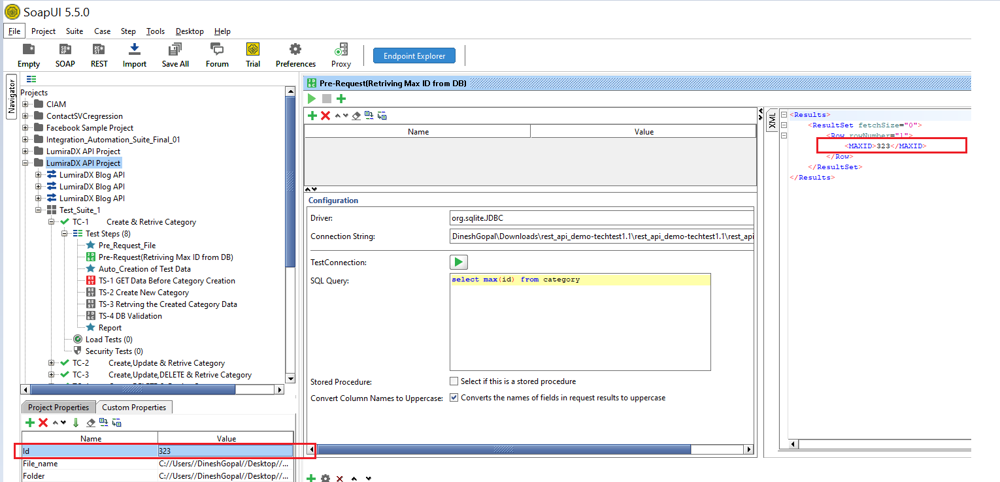 SoapUI 5.5.0
File Project Suite Case Step Tools Desktop Help
Empty SOAP REST Import Save All Forum Trial Preferences Proxy Endpoint Explorer
Navigator
Projects
CIAM
ContactSVCregression
Facebook Sample Project
Integration_Automation_Suite_Final_01
LumiraDX API Project
LumiraDX API Project
LumiraDX Blog API
LumiraDX Blog API
LumiraDX Blog API
Test_Suite_1
TC-1 Create & Retrive Category
Test Steps (8)
Pre_Request_File
Pre-Request(Retriving Max ID from DB)
Auto_Creation of Test Data
TS-1 GET Data Before Category Creation
TS-2 Create New Category
TS-3 Retrving the Created Category Data
TS-4 DB Validation
Report
Load Tests (0)
Security Tests (0)
TC-2 Create,Update & Retrive Category
TC-3 Create,Update,DELETE & Retrive Category
Project Properties Custom Properties
Name Value
Id 323
File_name C://Users//DineshGopal//Desktop//...
Folder C://Users//DineshGopal//Desktop//...
Pre-Request(Retriving Max ID from DB)
Name Value
Configuration
Driver: org.sqlite.JDBC
Connection String: DineshGopal\Downloads\rest_api_demo-techtest1.1\rest_api_demo-techtest1.1\rest_api
TestConnection:
SQL Query: select max(id) from category
Stored Procedure: Select if this is a stored procedure
Convert Column Names to Uppercase: Converts the names of fields in request results to uppercase
XML
<Results>
<ResultSet fetchSize="0">
<Row rowNumber="1">
<MAXID>323</MAXID>
</Row>
</ResultSet>
</Results>